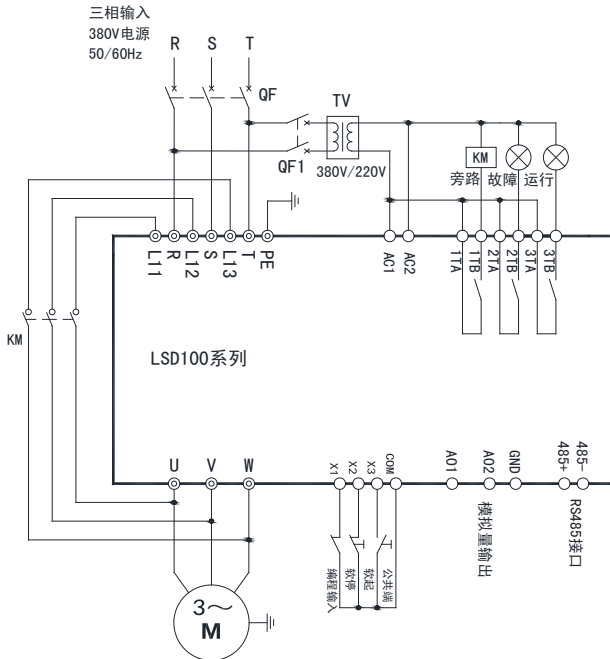 三相输入
380V电源
50/60Hz
R S T
QF
TV
QF1
380V/220V
KM
旁路 故障 运行
L11 R L12 S L13 T PE
AC1 AC2
1TA 1TB 2TA 2TB 3TA 3TB
KM
LSD100系列
U V W
X1 X2 X3 COM
A01 A02 GND
485+ 485-
模拟量输出
RS485接口
编程输入 软停 软起 公共端
3～
M